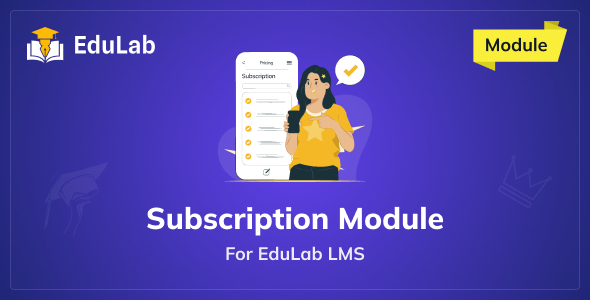 EduLab
Module
Pricing
Subscription
Subscription Module
For EduLab LMS